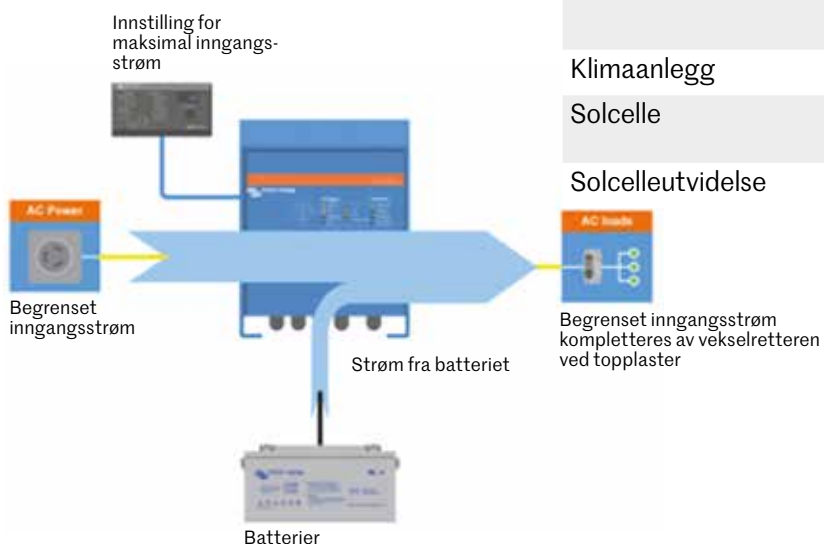 Innstilling for
maksimal inngangs-
strøm
Klimaanlegg
Solcelle
Solcelleutvidelse
AC Power
AC loads
Begrenset
inngangsstrøm
Begrenset inngangsstrøm
kompletteres av vekselretteren
ved topplaster
Strøm fra batteriet
Batterier